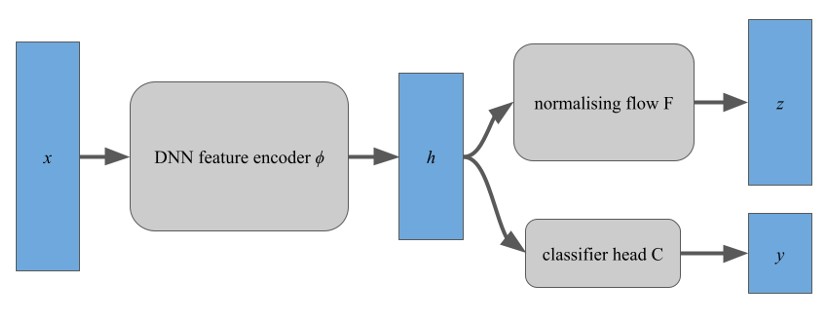 x
DNN feature encoder ϕ
h
normalising flow F
z
classifier head C
y